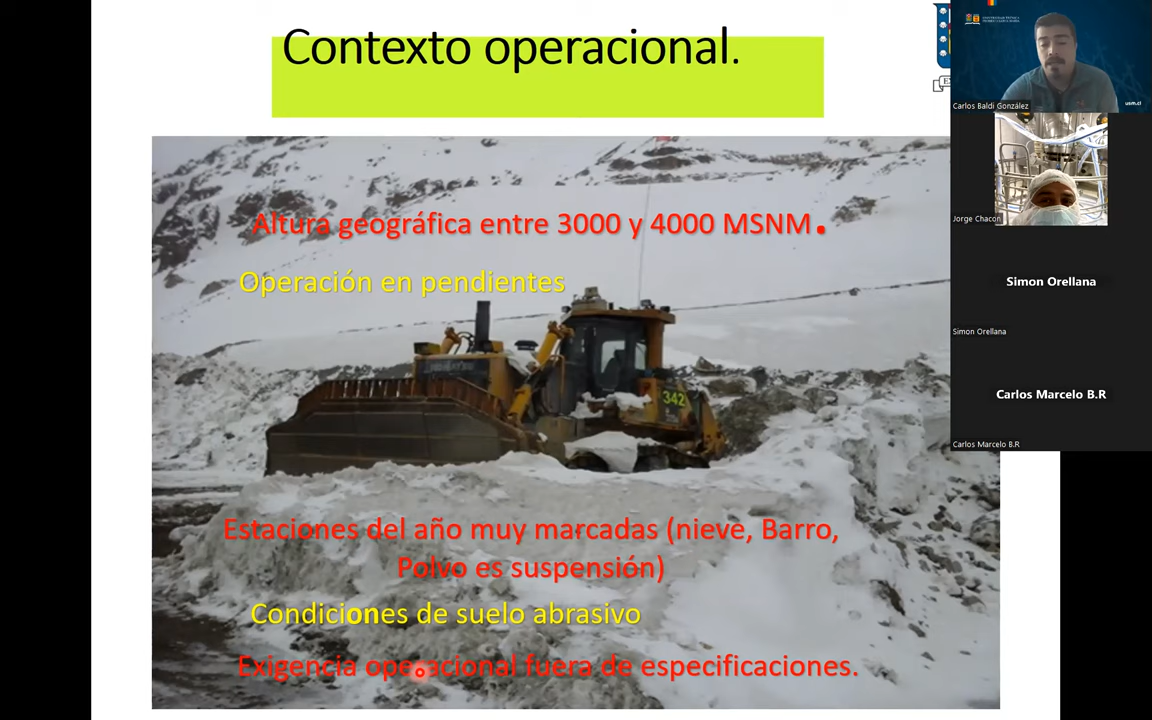 Contexto operacional.
Altura geográfica entre 3000 y 4000 MSNM.
Operación en pendientes
342
Estaciones del año muy marcadas (nieve, Barro,
Polvo es suspensión)
Condiciones de suelo abrasivo
Exigencia operacional fuera de especificaciones.
usm.cl
Carlos Baldi González
Jorge Chacon
Simon Orellana
Simon Orellana
Carlos Marcelo B.R
Carlos Marcelo B.R